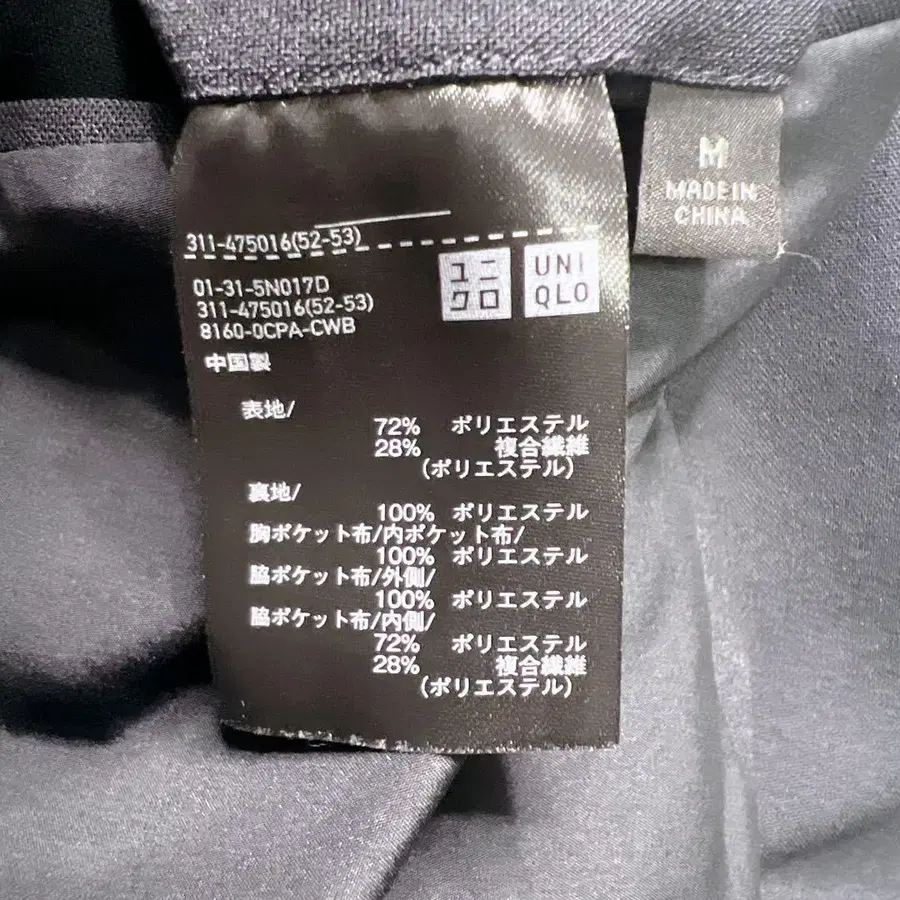 M
MADE IN
CHINA
311-475016(52-53)
ユニ
クロ
UNI
QLO
01-31-5N017D
311-475016(52-53)
8160-0CPA-CWB
中国製
表地/
72% ポリエステル
28% 複合繊維
(ポリエステル)
裏地/
100% ポリエステル
胸ポケット布/内ポケット布/
100% ポリエステル
脇ポケット布/外側/
100% ポリエステル
脇ポケット布/内側/
72% ポリエステル
28% 複合繊維
(ポリエステル)